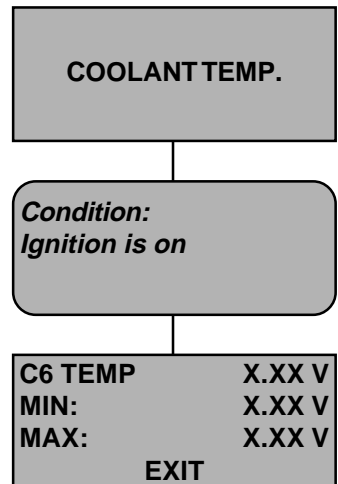 COOLANT TEMP.
Condition:
Ignition is on
C6 TEMP X.XX V
MIN: X.XX V
MAX: X.XX V
EXIT